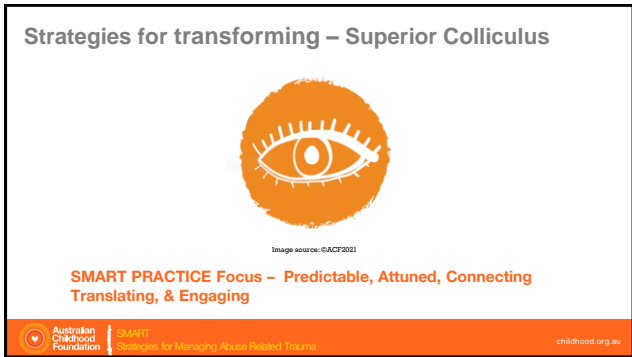 Strategies for transforming – Superior Colliculus
Image source: ©ACF2021
SMART PRACTICE Focus – Predictable, Attuned, Connecting
Translating, & Engaging
Australian
Childhood
Foundation
SMART
Strategies for Managing Abuse Related Trauma
childhood.org.au